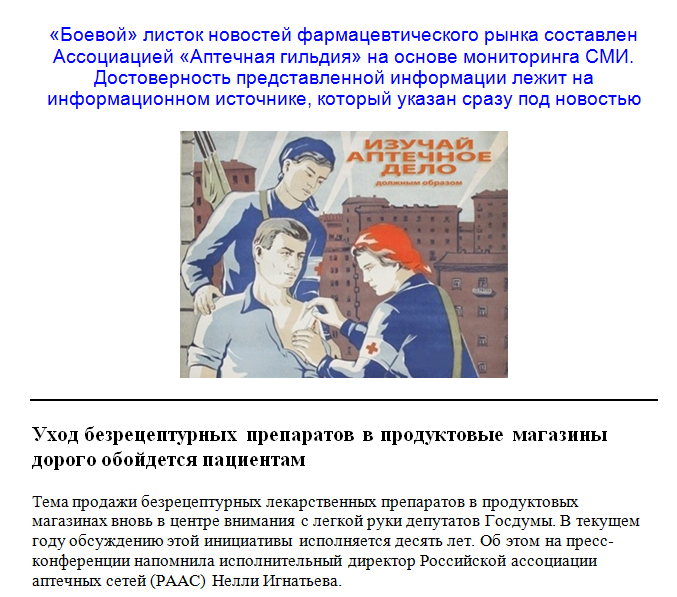 «Боевой» листок новостей фармацевтического рынка составлен
Ассоциацией «Аптечная гильдия» на основе мониторинга СМИ.
Достоверность представленной информации лежит на
информационном источнике, который указан сразу под новостью
ИЗУЧАЙ
АПТЕЧНОЕ
ДЕЛО
должным образом
Уход безрецептурных препаратов в продуктовые магазины
дорого обойдется пациентам
Тема продажи безрецептурных лекарственных препаратов в продуктовых
магазинах вновь в центре внимания с легкой руки депутатов Госдумы. В текущем
году обсуждению этой инициативы исполняется десять лет. Об этом на пресс-
конференции напомнила исполнительный директор Российской ассоциации
аптечных сетей (РААС) Нелли Игнатьева.